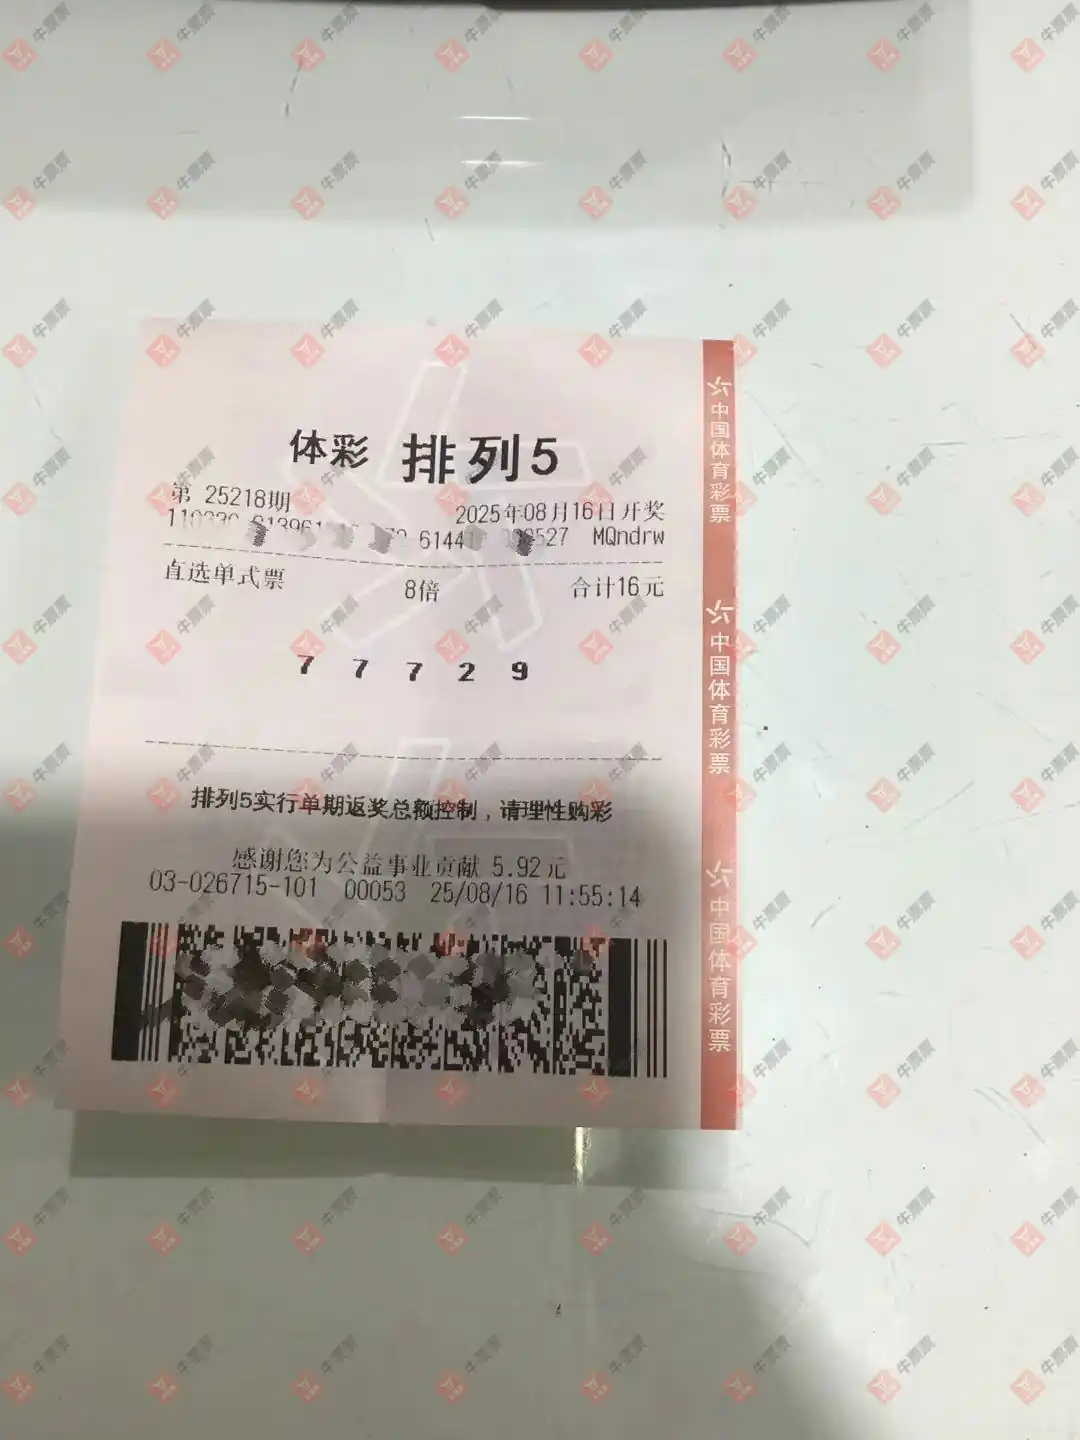 体彩 排列5
第 25218期
2025年08月16日开奖
61441 527 MQndrw
直选单式票 8倍 合计16元
7 7 7 2 9
排列5实行单期返奖总额控制，请理性购彩
感谢您为公益事业贡献 5.92元
03-026715-101 00053 25/08/16 11:55:14
中国体育彩票
中国体育彩票
中国体育彩票
牛票票